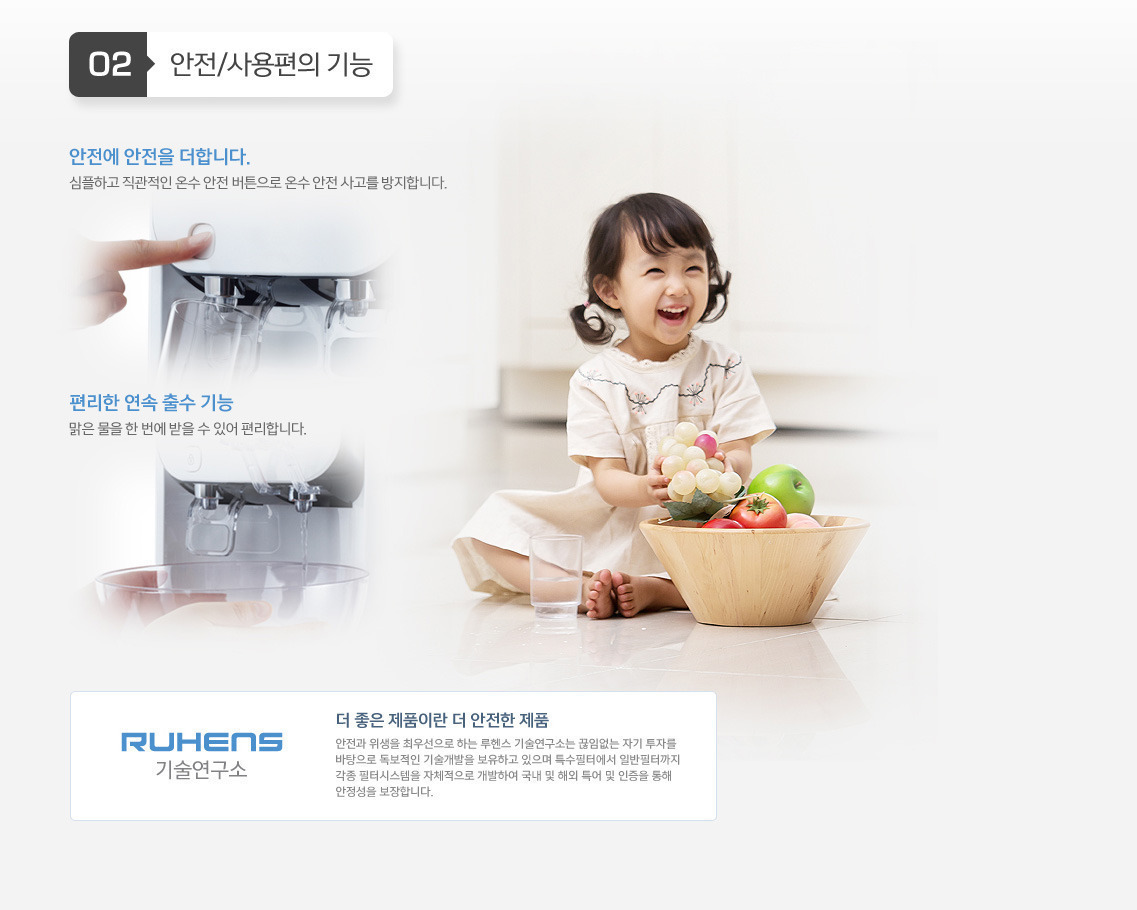 02 안전/사용편의 기능
안전에 안전을 더합니다.
심플하고 직관적인 온수 안전 버튼으로 온수 안전 사고를 방지합니다.
편리한 연속 출수 기능
맑은 물을 한 번에 받을 수 있어 편리합니다.
RUHENS
기술연구소
더 좋은 제품이란 더 안전한 제품
안전과 위생을 최우선으로 하는 루헨스 기술연구소는 끊임없는 자기 투자를
바탕으로 독보적인 기술개발을 보유하고 있으며 특수필터에서 일반필터까지
각종 필터시스템을 자체적으로 개발하여 국내 및 해외 특어 및 인증을 통해
안정성을 보장합니다.